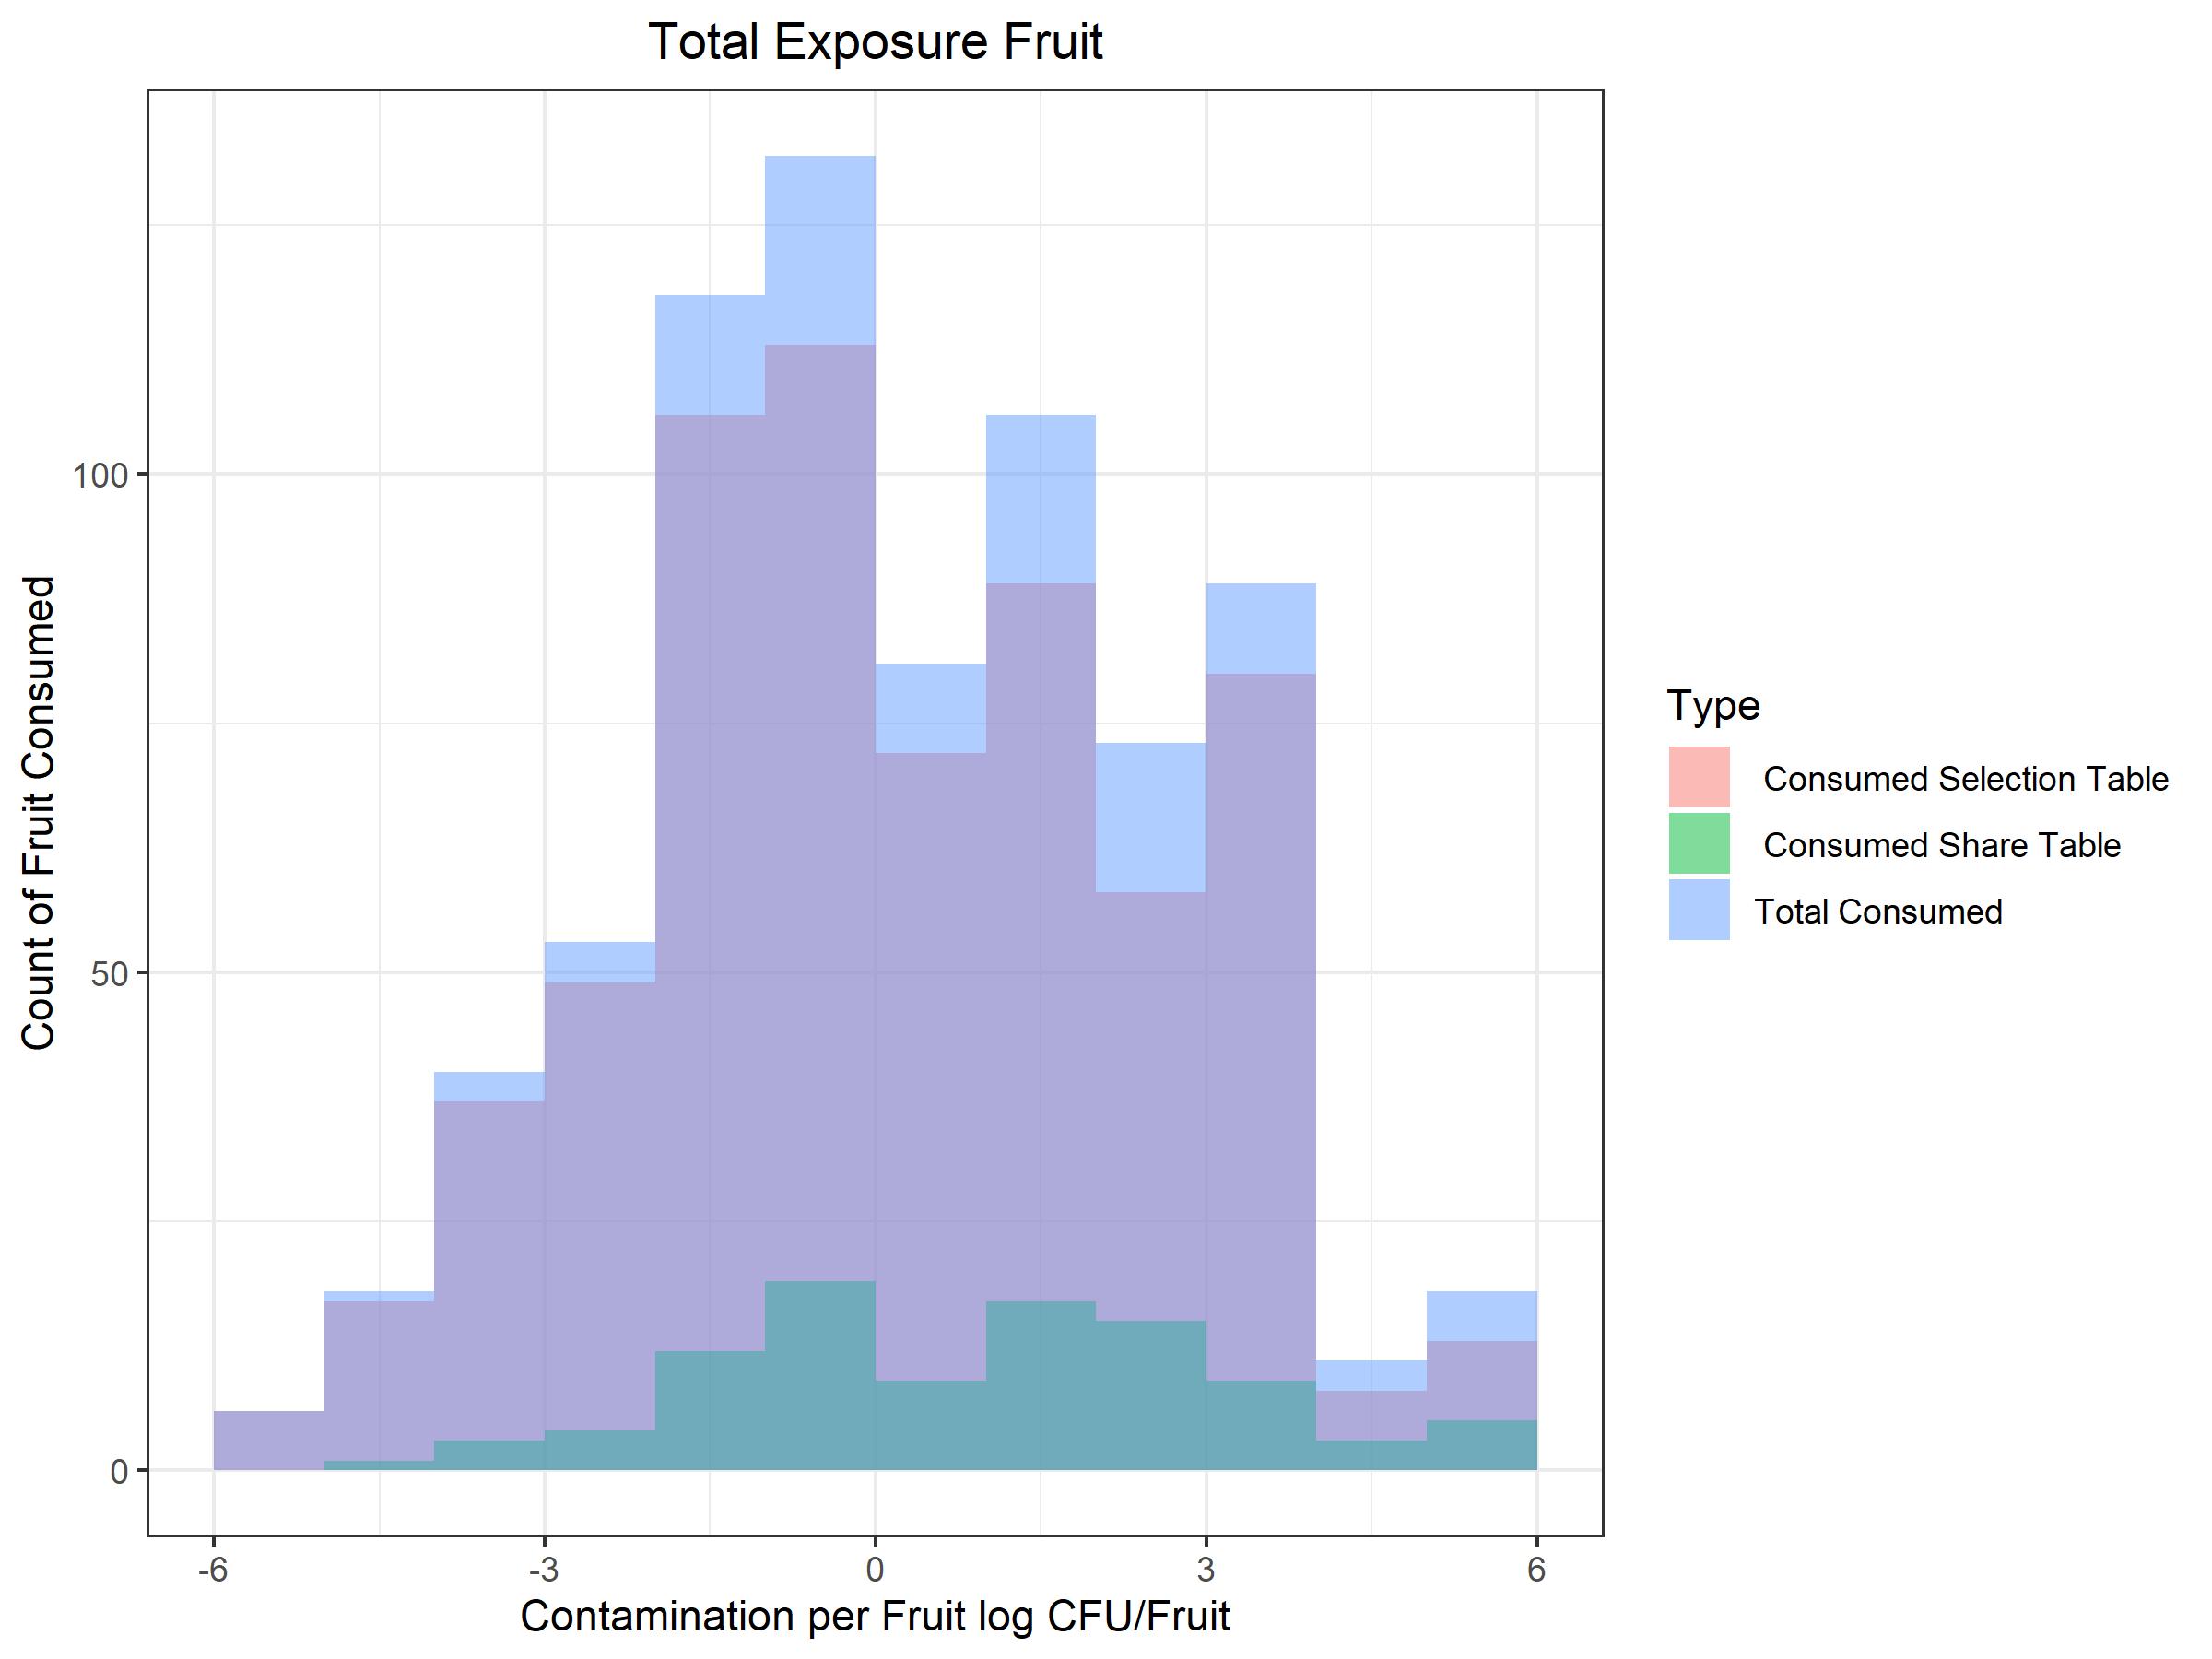 Total Exposure Fruit
Count of Fruit Consumed
100
50
0
-6
-3
0
3
6
Contamination per Fruit log CFU/Fruit
Type
Consumed Selection Table
Consumed Share Table
Total Consumed